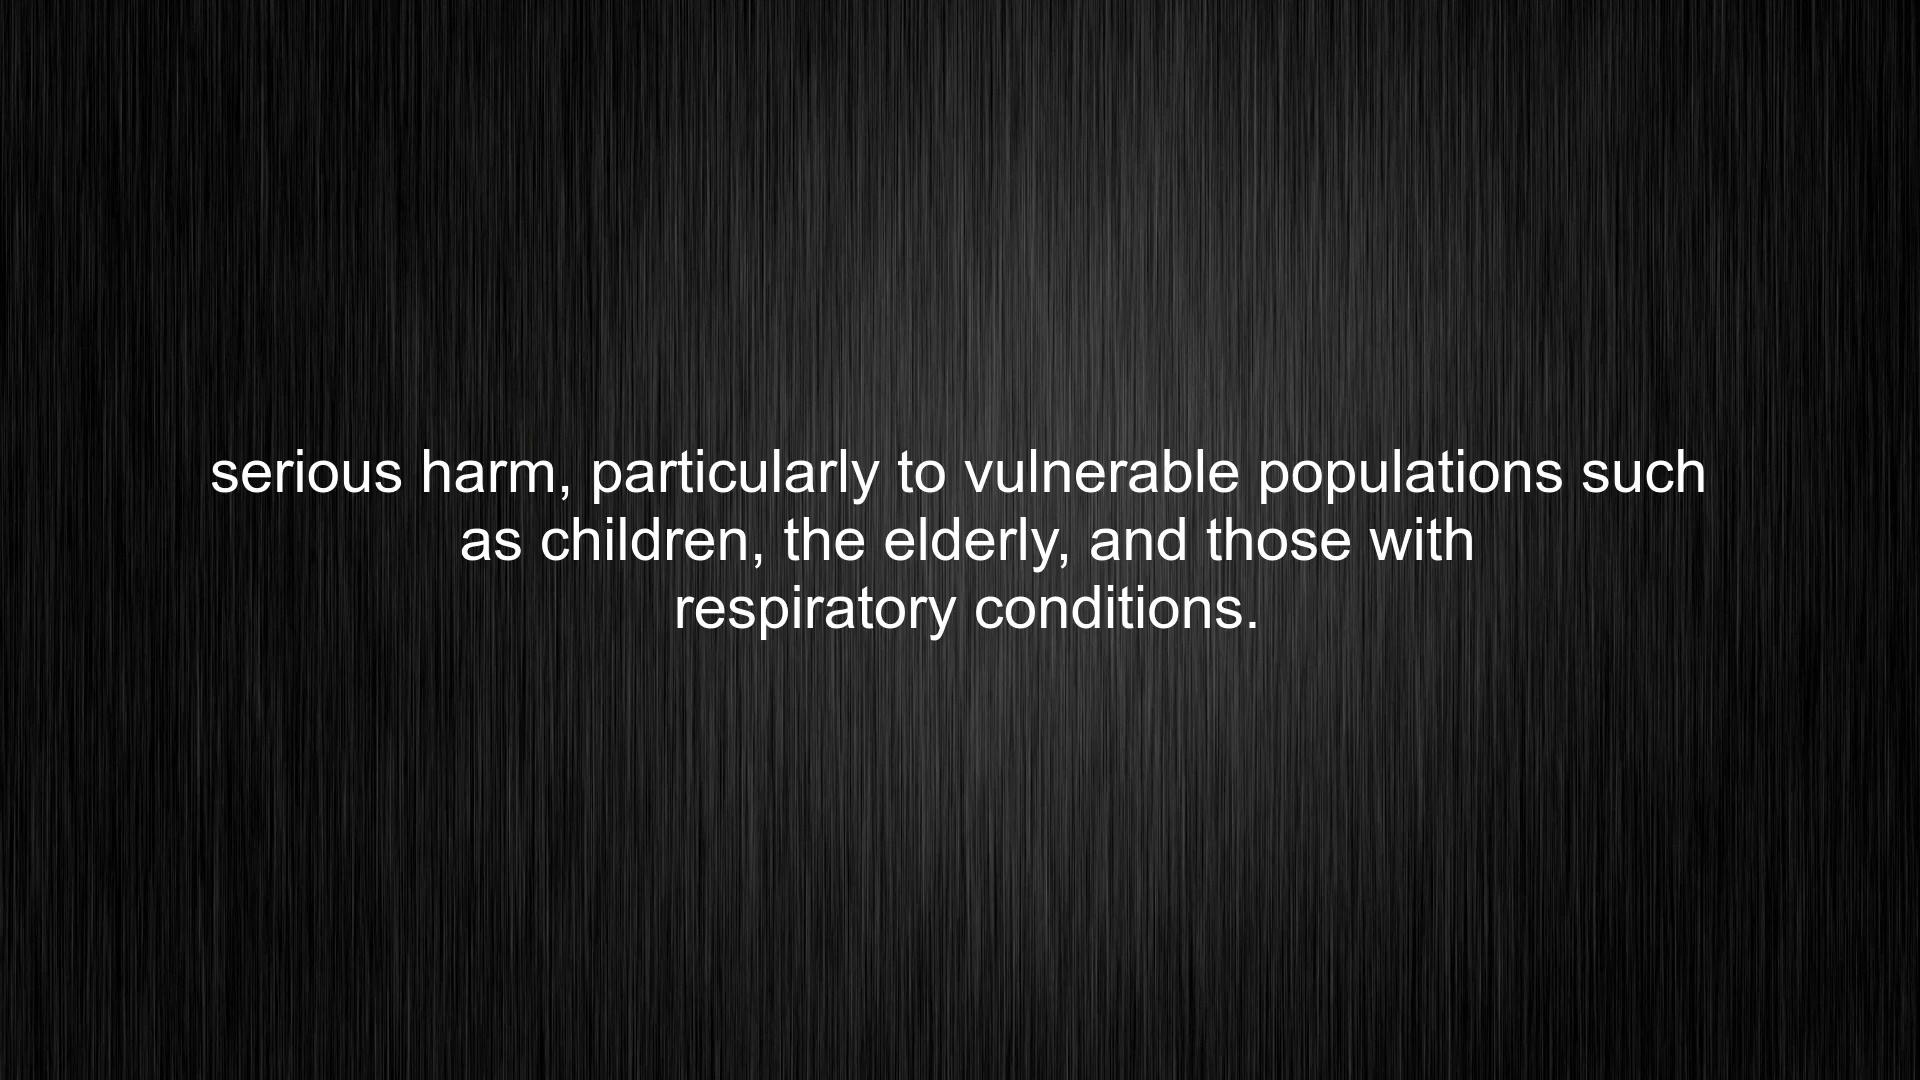 serious harm, particularly to vulnerable populations such
as children, the elderly, and those with
respiratory conditions.